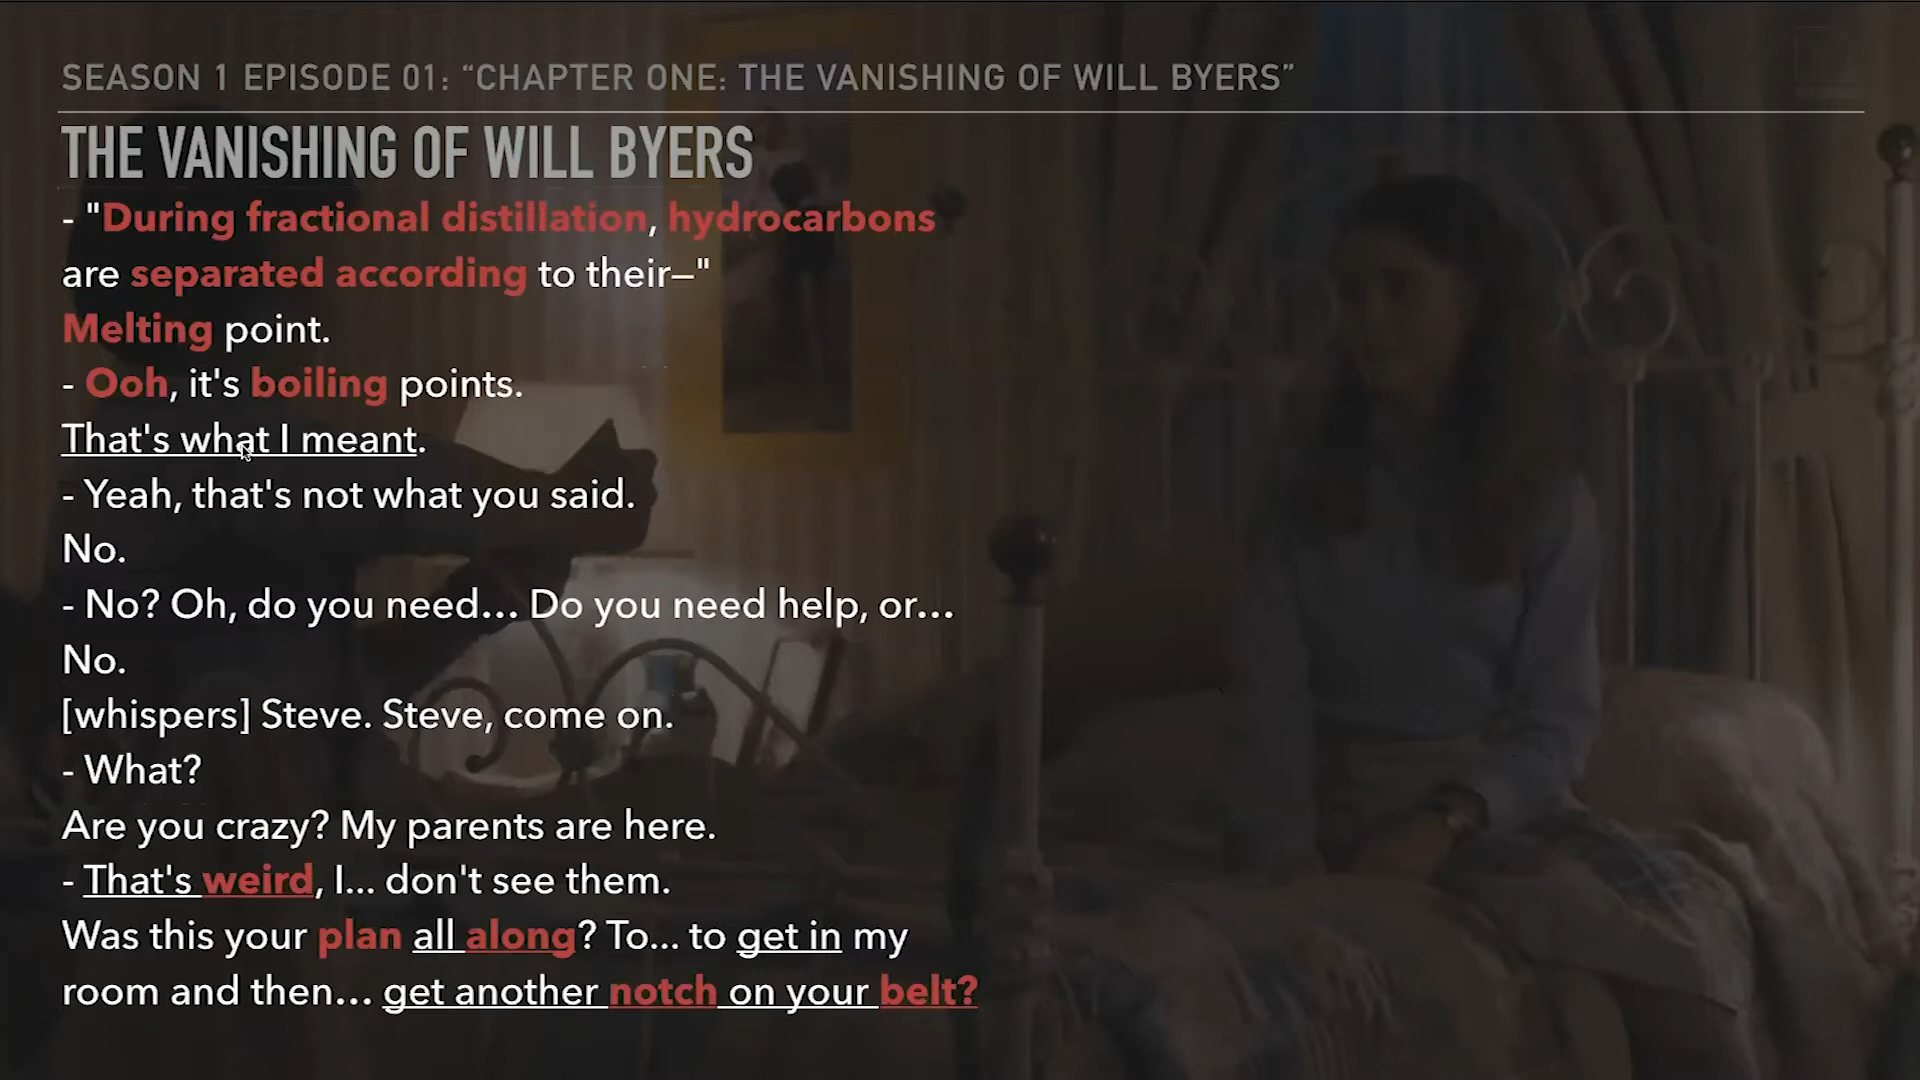 SEASON 1 EPISODE 01: “CHAPTER ONE: THE VANISHING OF WILL BYERS”
THE VANISHING OF WILL BYERS
- "During fractional distillation, hydrocarbons
are separated according to their—"
Melting point.
- Ooh, it's boiling points.
That's what I meant.
- Yeah, that's not what you said.
No.
- No? Oh, do you need… Do you need help, or…
No.
[whispers] Steve. Steve, come on.
- What?
Are you crazy? My parents are here.
- That's weird, I... don't see them.
Was this your plan all along? To... to get in my
room and then… get another notch on your belt?